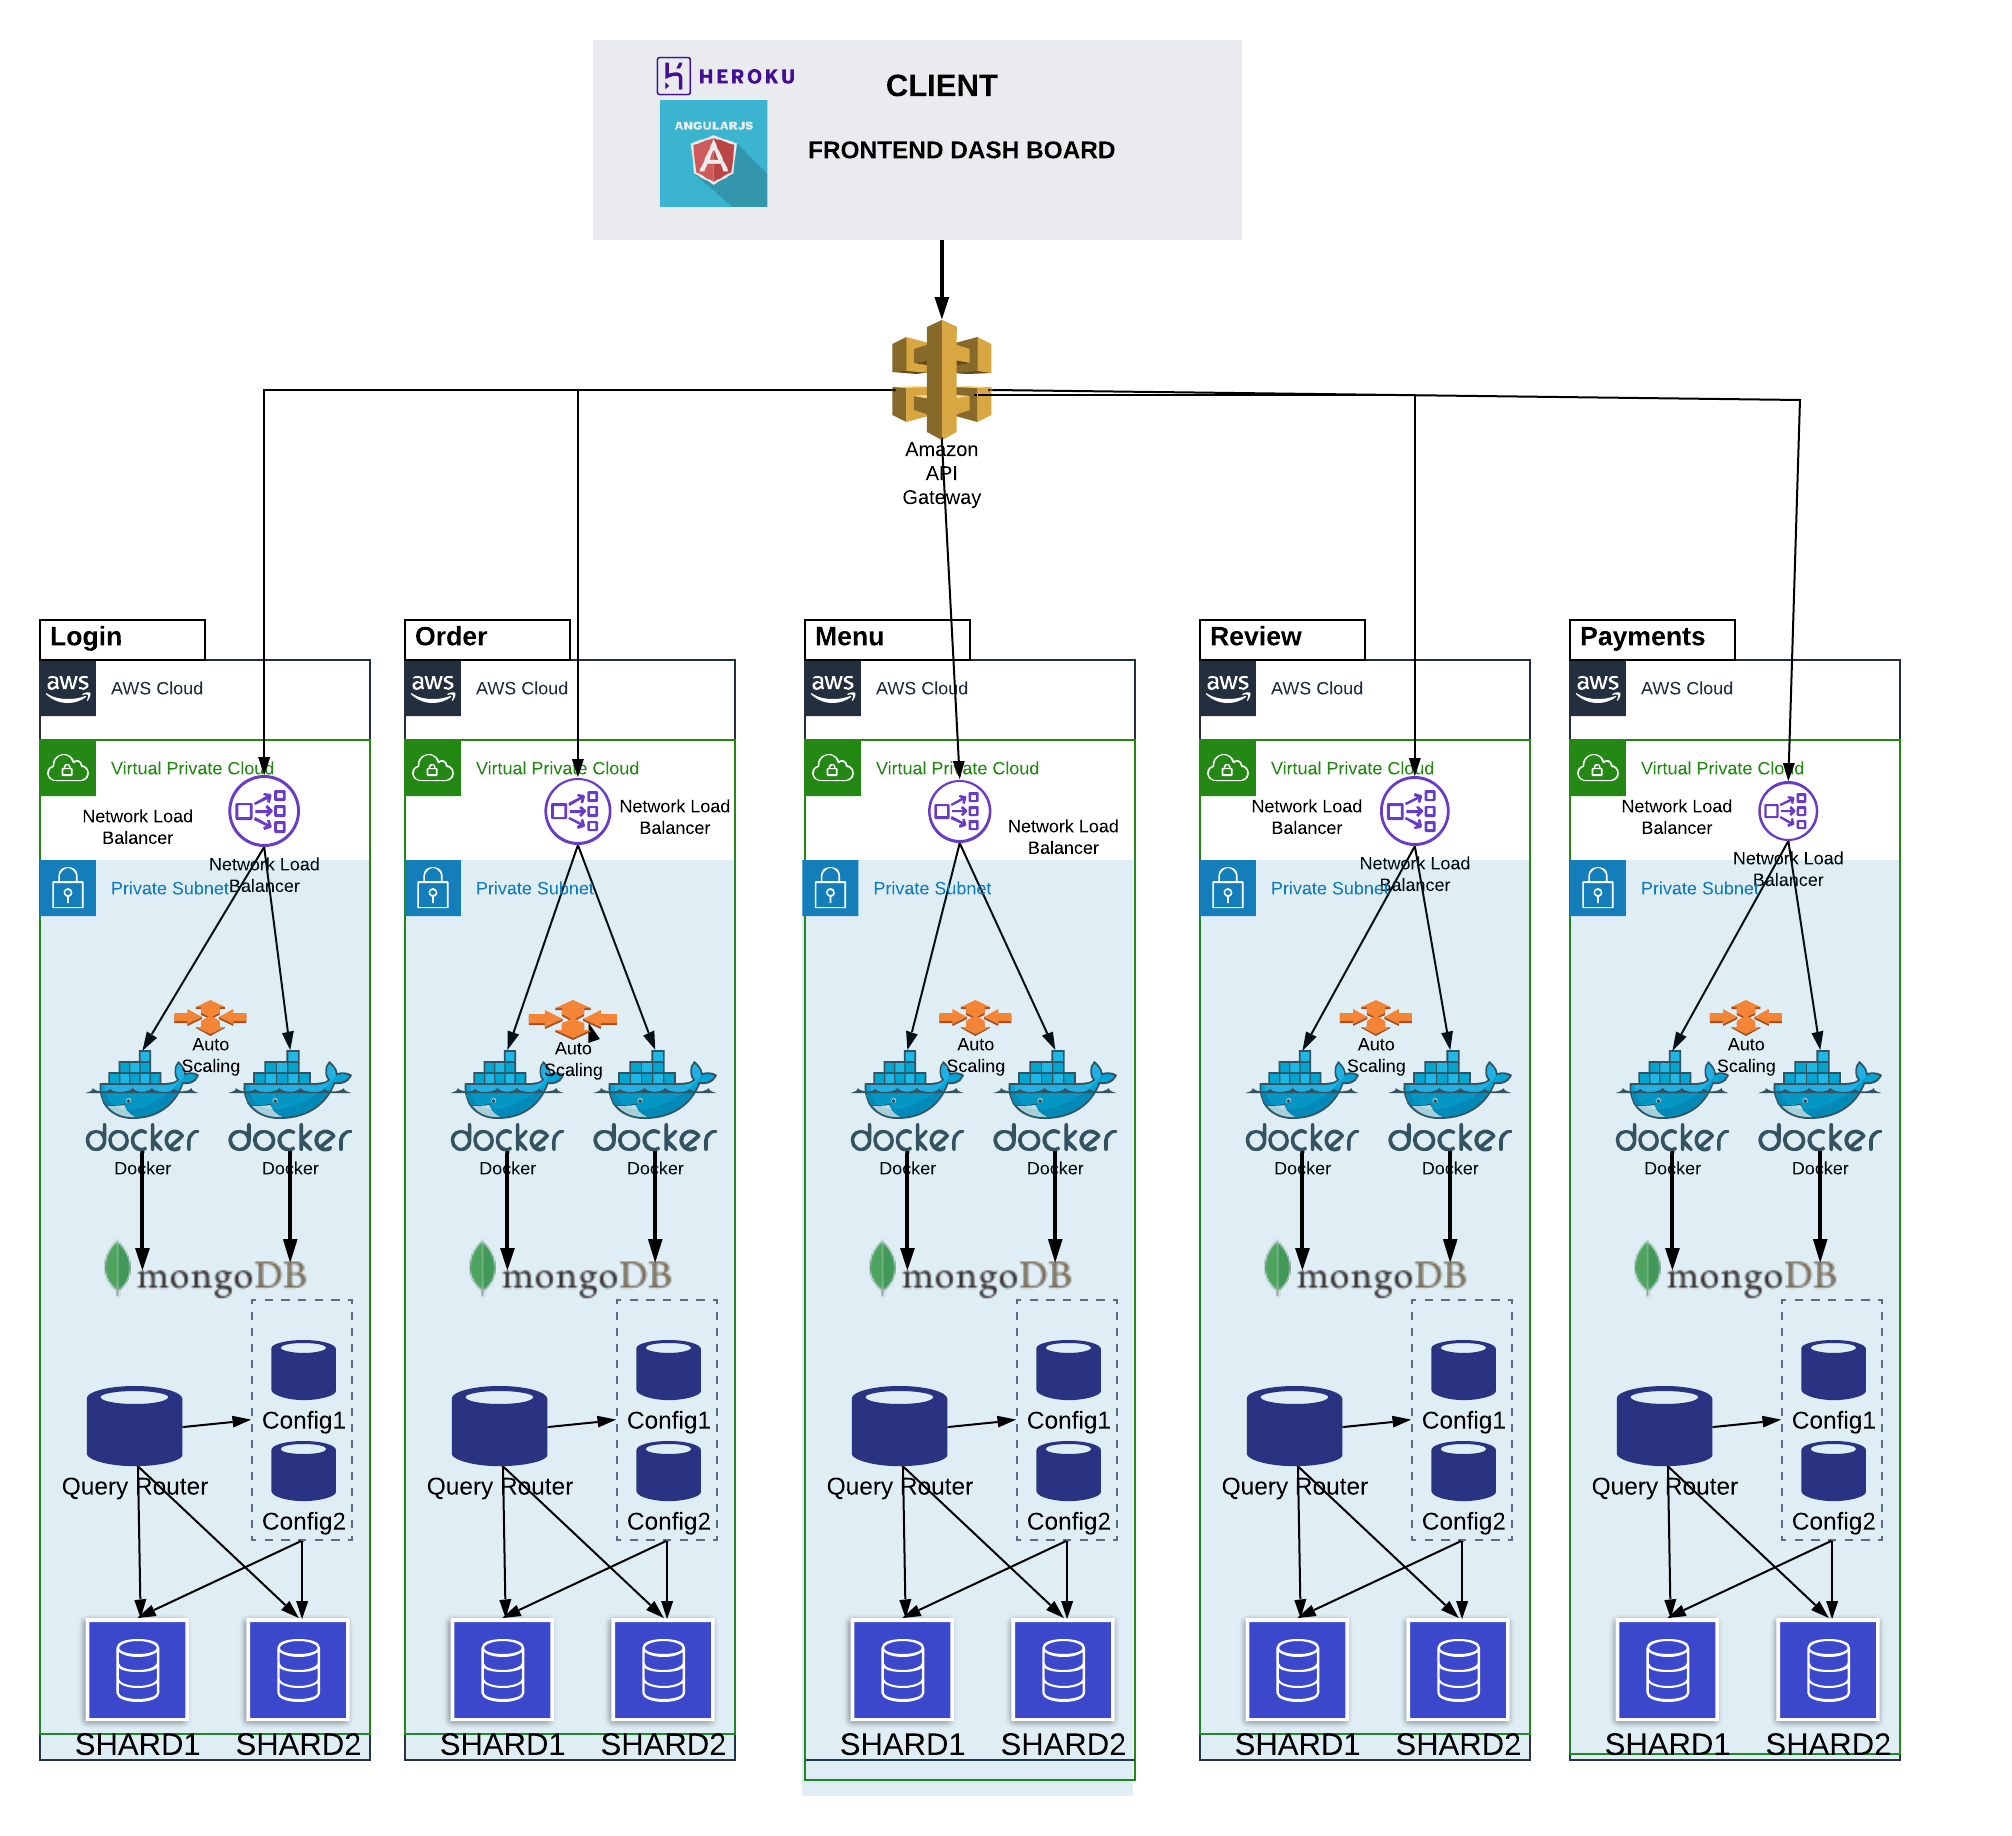 HEROKU
CLIENT
ANGULARJS
FRONTEND DASH BOARD
Amazon
API
Gateway
Login
aws
AWS Cloud
Virtual Private Cloud
Network Load
Balancer
Network Load
Balancer
Private Subnet
Auto
Scaling
docker
docker
Docker
Docker
mongoDB
Config1
Query Router
Config2
SHARD1
SHARD2
Order
aws
AWS Cloud
Virtual Private Cloud
Network Load
Balancer
Private Subnet
Auto
Scaling
docker
docker
Docker
Docker
mongoDB
Config1
Query Router
Config2
SHARD1
SHARD2
Menu
aws
AWS Cloud
Virtual Private Cloud
Network Load
Balancer
Private Subnet
Auto
Scaling
docker
docker
Docker
Docker
mongoDB
Config1
Query Router
Config2
SHARD1
SHARD2
Review
aws
AWS Cloud
Virtual Private Cloud
Network Load
Balancer
Network Load
Balancer
Private Subnet
Auto
Scaling
docker
docker
Docker
Docker
mongoDB
Config1
Query Router
Config2
SHARD1
SHARD2
Payments
aws
AWS Cloud
Virtual Private Cloud
Network Load
Balancer
Network Load
Balancer
Private Subnet
Auto
Scaling
docker
docker
Docker
Docker
mongoDB
Config1
Query Router
Config2
SHARD1
SHARD2